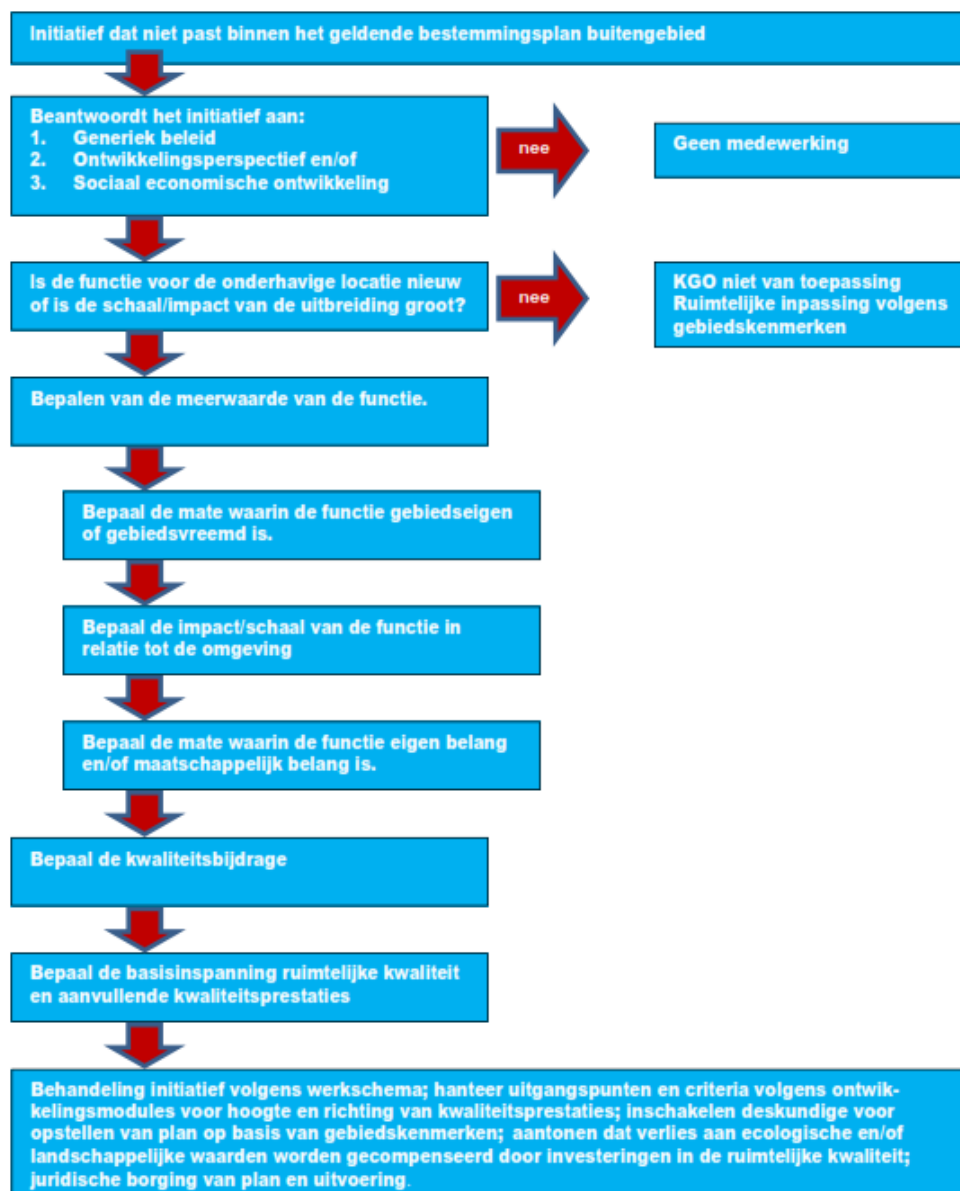 Initiatief dat niet past binnen het geldende bestemmingsplan buitengebied
Beantwoordt het initiatief aan:
1. Generiek beleid
2. Ontwikkelingsperspectief en/of
3. Sociaal economische ontwikkeling
nee
Geen medewerking
Is de functie voor de onderhavige locatie nieuw
of is de schaal/impact van de uitbreiding groot?
nee
KGO niet van toepassing
Ruimtelijke inpassing volgens
gebiedskenmerken
Bepalen van de meerwaarde van de functie.
Bepaal de mate waarin de functie gebiedseigen
of gebiedsvreemd is.
Bepaal de impact/schaal van de functie in
relatie tot de omgeving
Bepaal de mate waarin de functie eigen belang
en/of maatschappelijk belang is.
Bepaal de kwaliteitsbijdrage
Bepaal de basisinspanning ruimtelijke kwaliteit
en aanvullende kwaliteitsprestaties
Behandeling initiatief volgens werkschema; hanteer uitgangspunten en criteria volgens ontwik-
kelingsmodules voor hoogte en richting van kwaliteitsprestaties; inschakelen deskundige voor
opstellen van plan op basis van gebiedskenmerken; aantonen dat verlies aan ecologische en/of
landschappelijke waarden worden gecompenseerd door investeringen in de ruimtelijke kwaliteit;
juridische borging van plan en uitvoering.